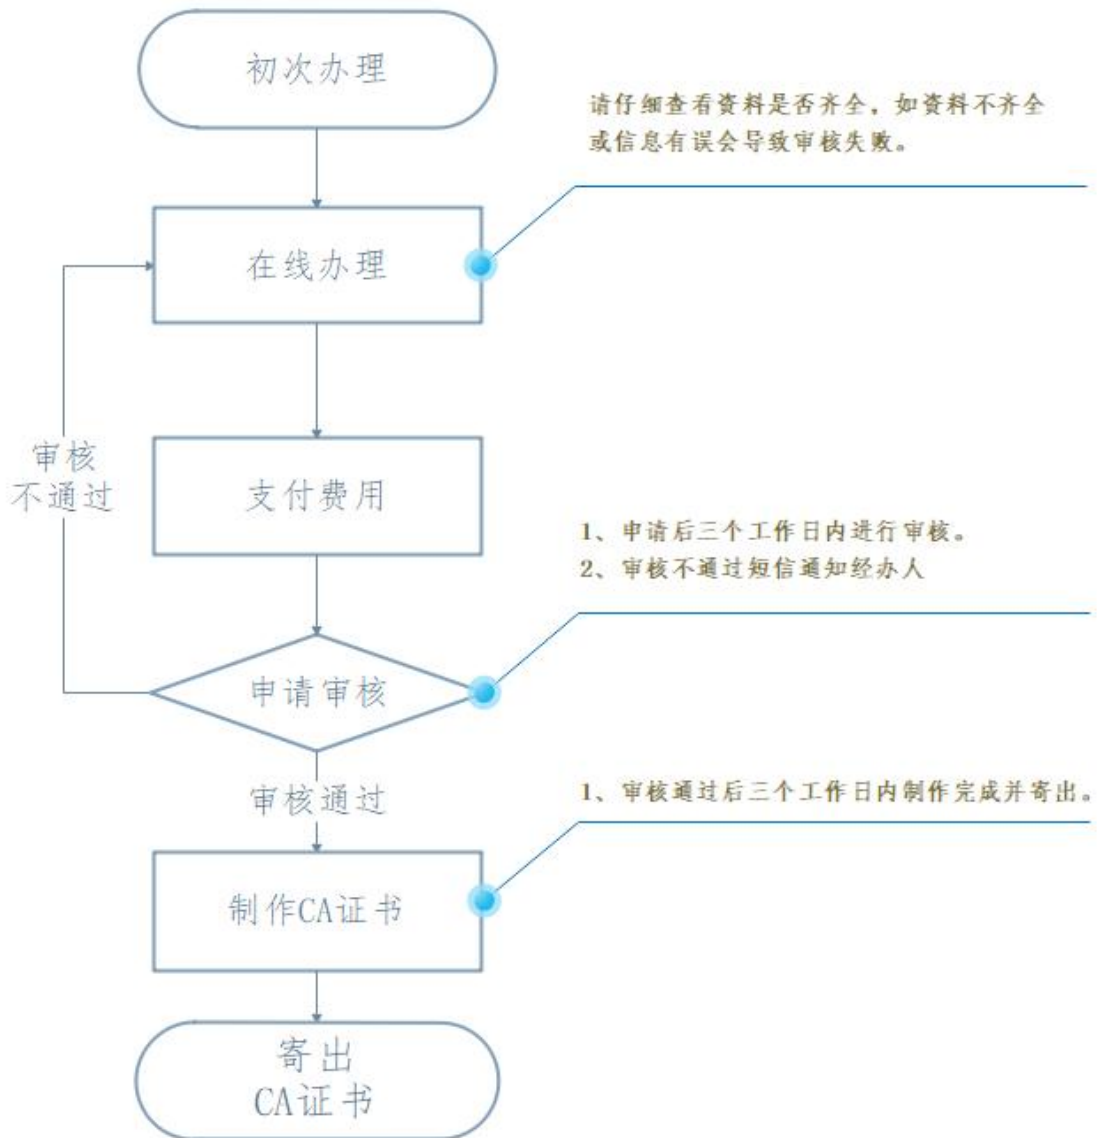 初次办理
请仔细查看资料是否齐全，如资料不齐全
或信息有误会导致审核失败。
在线办理
审核
不通过
支付费用
1、申请后三个工作日内进行审核。
2、审核不通过短信通知经办人
申请审核
审核通过
1、审核通过后三个工作日内制作完成并寄出。
制作CA证书
寄出
CA证书